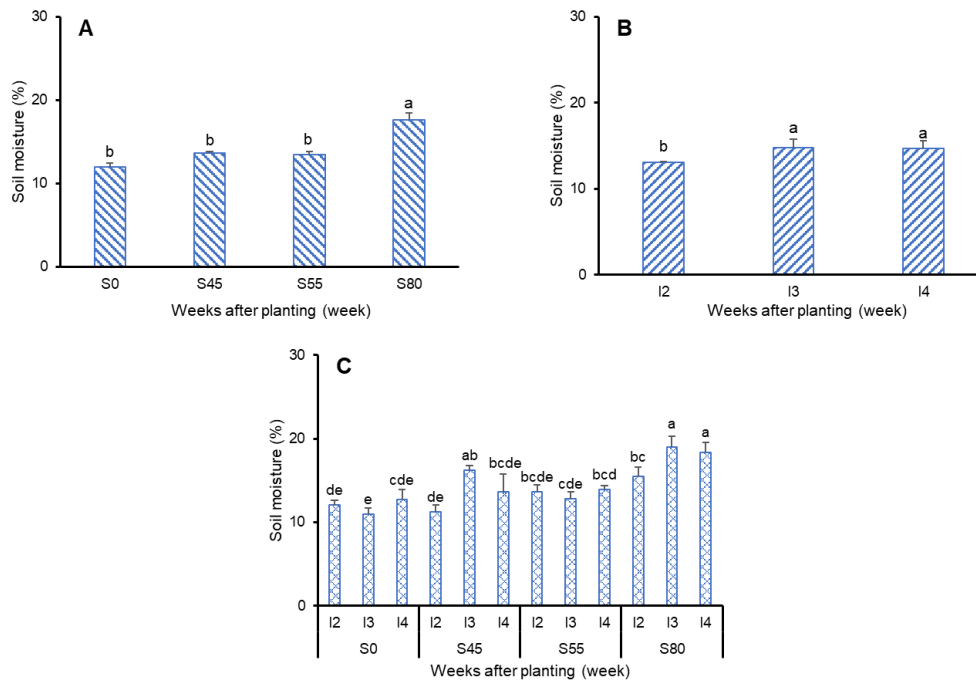 A
Soil moisture (%)
30
20
10
0
b
b
b
a
S0 S45 S55 S80
Weeks after planting (week)
B
Soil moisture (%)
30
20
10
0
b
a
a
I2 I3 I4
Weeks after planting (week)
C
Soil moisture (%)
30
20
10
0
de e cde de ab bcde bcde cde bcd bc a a
I2 I3 I4 I2 I3 I4 I2 I3 I4 I2 I3 I4
S0 S45 S55 S80
Weeks after planting (week)